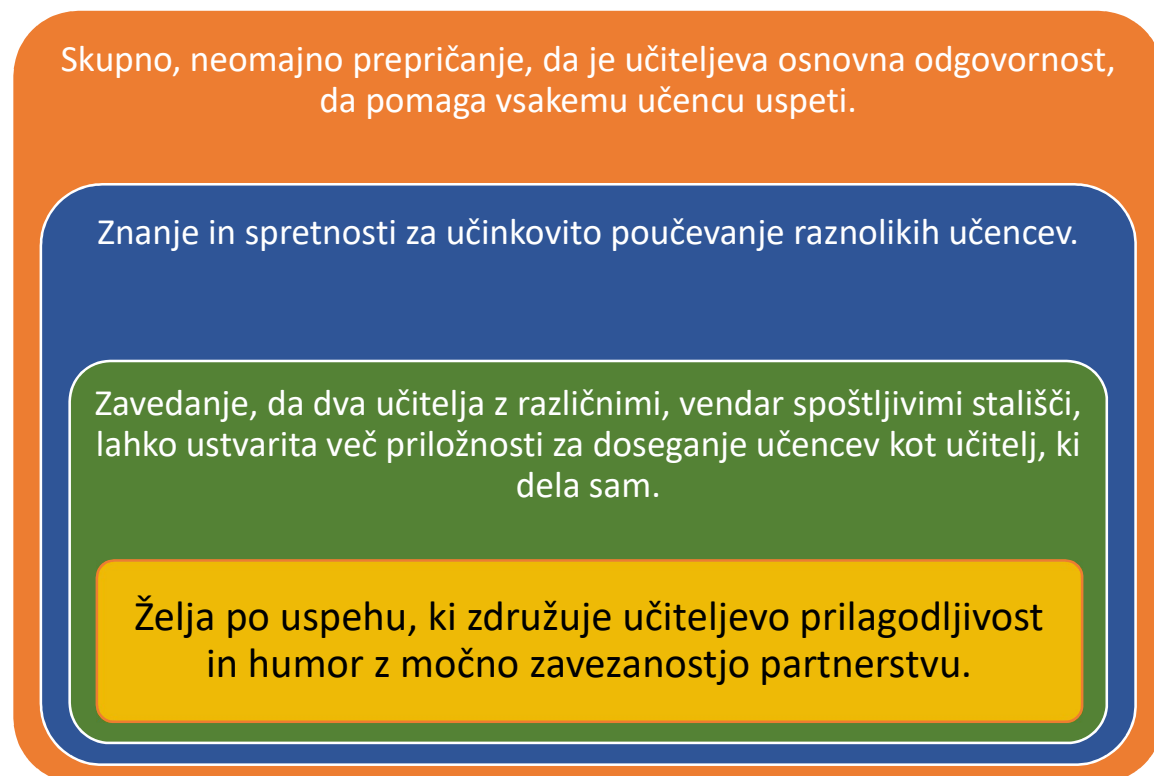 Skupno, neomajno prepričanje, da je učiteljeva osnovna odgovornost,
da pomaga vsakemu učencu uspeti.
Znanje in spretnosti za učinkovito poučevanje raznolikih učencev.
Zavedanje, da dva učitelja z različnimi, vendar spoštljivimi stališči,
lahko ustvarita več priložnosti za doseganje učencev kot učitelj, ki
dela sam.
Želja po uspehu, ki združuje učiteljevo prilagodljivost
in humor z močno zavezanostjo partnerstvu.